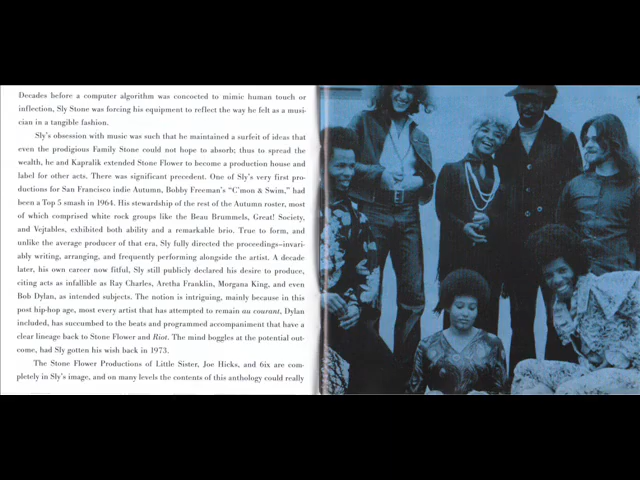 Decades before a computer algorithm was concocted to mimic human touch or
inflection, Sly Stone was forcing his equipment to reflect the way he felt as a musi-
cian in a tangible fashion.
Sly's obsession with music was such that he maintained a surfeit of ideas that
even the prodigious Family Stone could not hope to absorb; thus to spread the
wealth, he and Kapralik extended Stone Flower to become a production house and
label for other acts. There was significant precedent. One of Sly's very first pro-
ductions for San Francisco indie Autumn, Bobby Freeman's "C'mon & Swim," had
been a Top 5 smash in 1964. His stewardship of the rest of the Autumn roster, most
of which comprised white rock groups like the Beau Brummels, Great! Society,
and Vejtables, exhibited both ability and a remarkable brio. True to form, and
unlike the average producer of that era, Sly fully directed the proceedings–invari-
ably writing, arranging, and frequently performing alongside the artist. A decade
later, his own career now fitful, Sly still publicly declared his desire to produce,
citing acts as infallible as Ray Charles, Aretha Franklin, Morgana King, and even
Bob Dylan, as intended subjects. The notion is intriguing, mainly because in this
post hip-hop age, most every artist that has attempted to remain au courant, Dylan
included, has succumbed to the beats and programmed accompaniment that have a
clear lineage back to Stone Flower and Riot. The mind boggles at the potential out-
come, had Sly gotten his wish back in 1973.
The Stone Flower Productions of Little Sister, Joe Hicks, and 6ix are com-
pletely in Sly's image, and on many levels the contents of this anthology could really